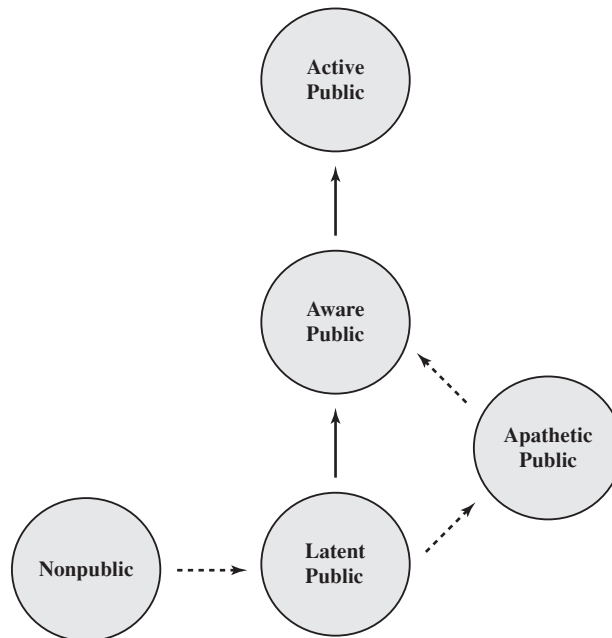 Active
Public
Aware
Public
Apathetic
Public
Nonpublic
Latent
Public